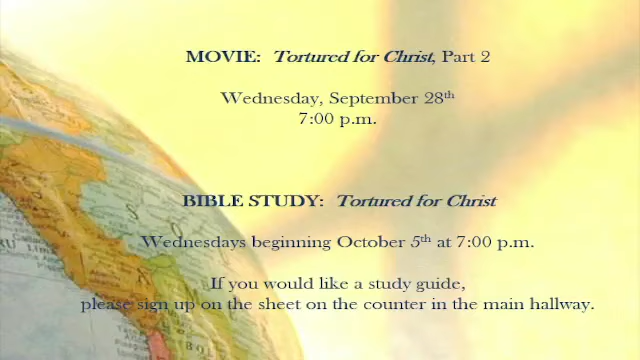 MOVIE: Tortured for Christ, Part 2
Wednesday, September 28th
7:00 p.m.
BIBLE STUDY: Tortured for Christ
Wednesdays beginning October 5th at 7:00 p.m.
If you would like a study guide,
please sign up on the sheet on the counter in the main hallway.